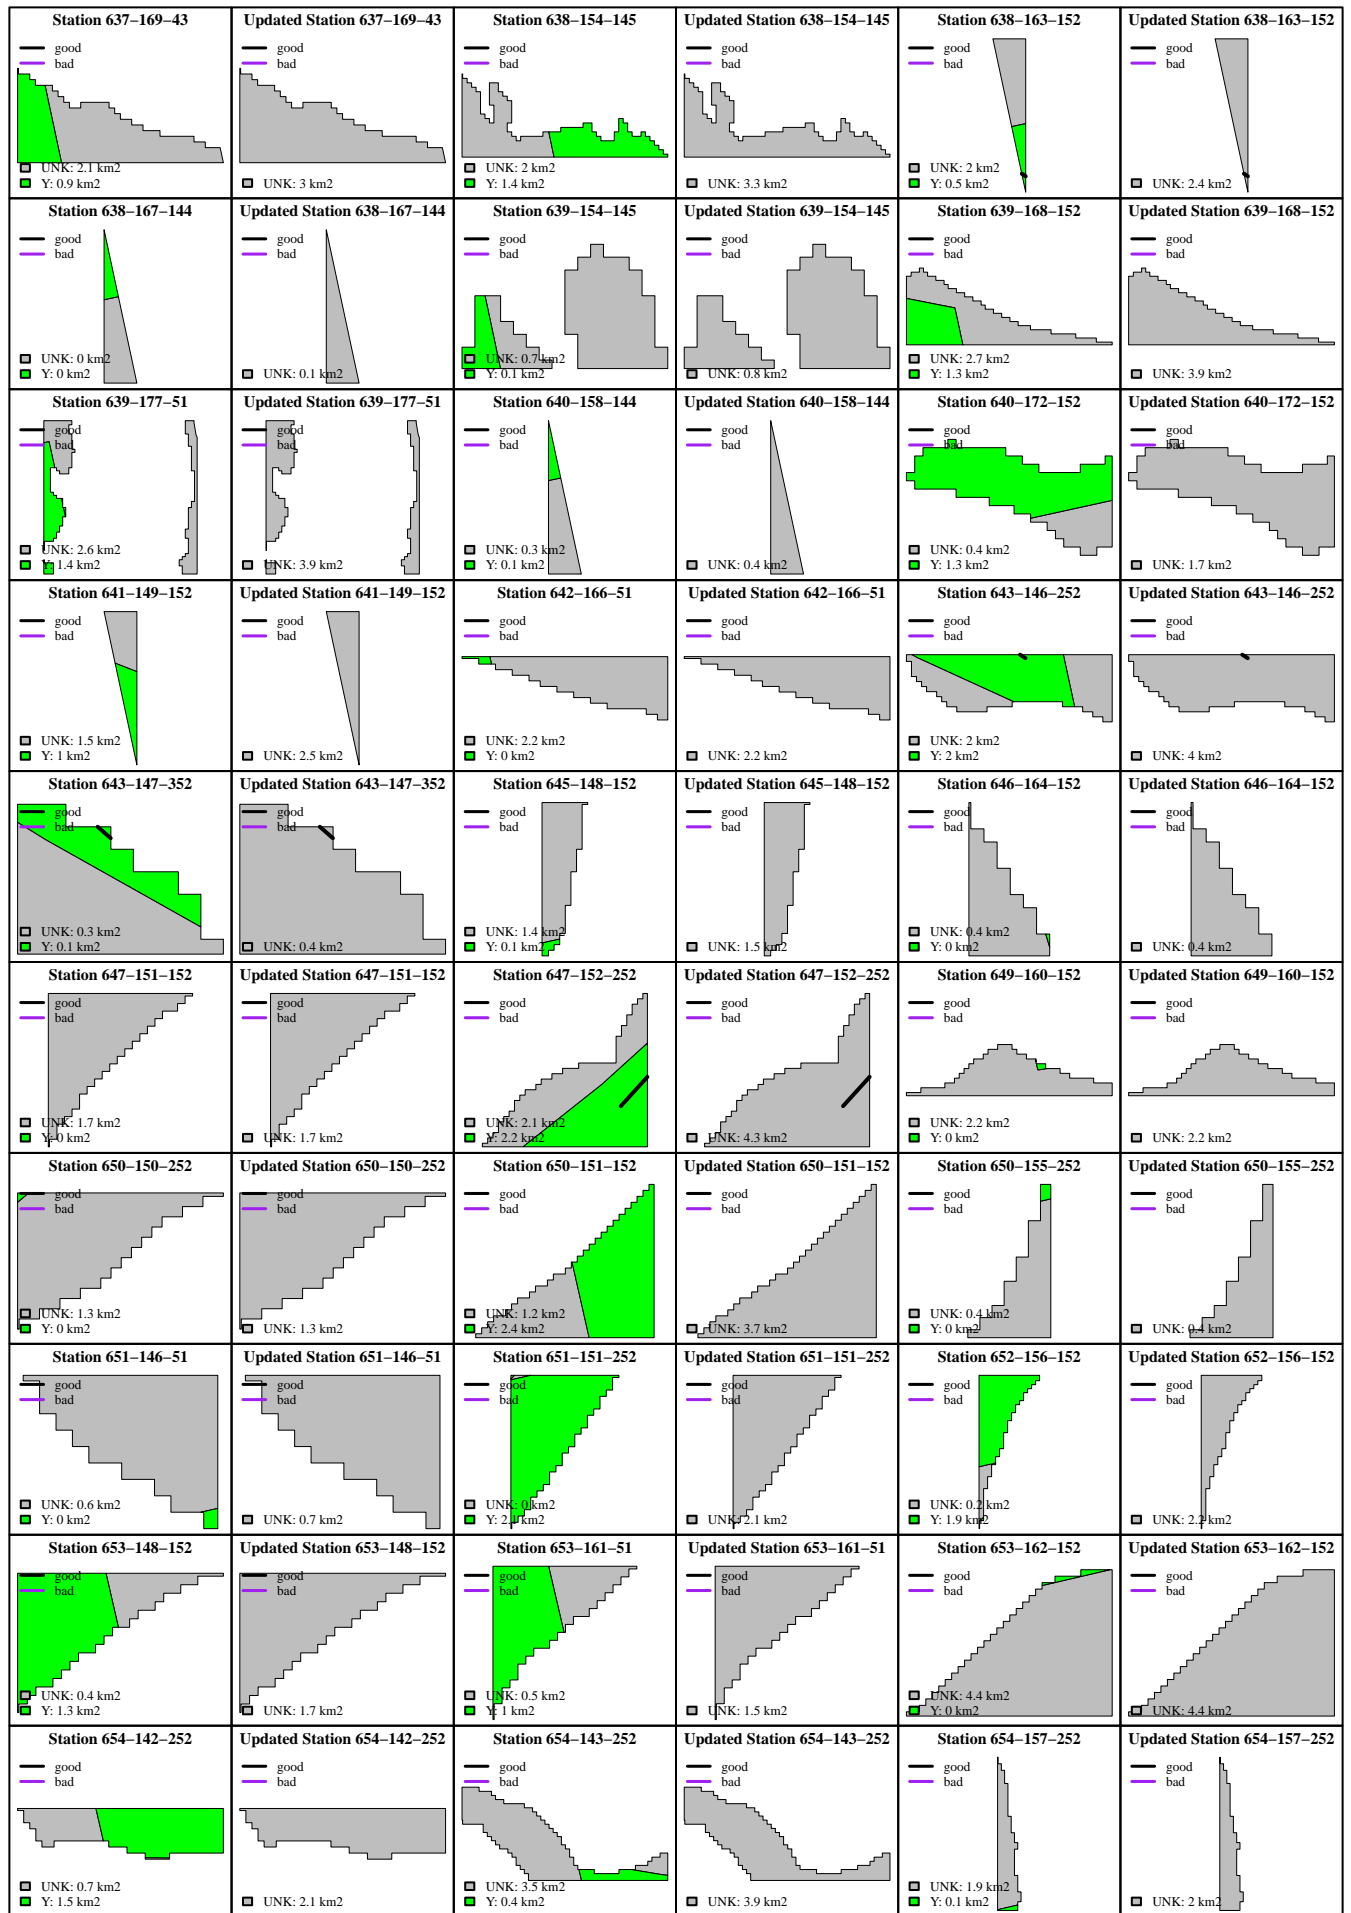 Station 637−169−43
good
bad
UNK: 2.1 km2
Y: 0.9 km2
Updated Station 637−169−43
good
bad
UNK: 3 km2
Station 638−154−145
good
bad
UNK: 2 km2
Y: 1.4 km2
Updated Station 638−154−145
good
bad
UNK: 3.3 km2
Station 638−163−152
good
bad
UNK: 2 km2
Y: 0.5 km2
Updated Station 638−163−152
good
bad
UNK: 2.4 km2
Station 638−167−144
good
bad
UNK: 0 km2
Y: 0 km2
Updated Station 638−167−144
good
bad
UNK: 0.1 km2
Station 639−154−145
good
bad
UNK: 0.7 km2
Y: 0.1 km2
Updated Station 639−154−145
good
bad
UNK: 0.8 km2
Station 639−168−152
good
bad
UNK: 2.7 km2
Y: 1.3 km2
Updated Station 639−168−152
good
bad
UNK: 3.9 km2
Station 639−177−51
good
bad
UNK: 2.6 km2
Y: 1.4 km2
Updated Station 639−177−51
good
bad
UNK: 3.9 km2
Station 640−158−144
good
bad
UNK: 0.3 km2
Y: 0.1 km2
Updated Station 640−158−144
good
bad
UNK: 0.4 km2
Station 640−172−152
good
bad
UNK: 0.4 km2
Y: 1.3 km2
Updated Station 640−172−152
good
bad
UNK: 1.7 km2
Station 641−149−152
good
bad
UNK: 1.5 km2
Y: 1 km2
Updated Station 641−149−152
good
bad
UNK: 2.5 km2
Station 642−166−51
good
bad
UNK: 2.2 km2
Y: 0 km2
Updated Station 642−166−51
good
bad
UNK: 2.2 km2
Station 643−146−252
good
bad
UNK: 2 km2
Y: 2 km2
Updated Station 643−146−252
good
bad
UNK: 4 km2
Station 643−147−352
good
bad
UNK: 0.3 km2
Y: 0.1 km2
Updated Station 643−147−352
good
bad
UNK: 0.4 km2
Station 645−148−152
good
bad
UNK: 1.4 km2
Y: 0.1 km2
Updated Station 645−148−152
good
bad
UNK: 1.5 km2
Station 646−164−152
good
bad
UNK: 0.4 km2
Y: 0 km2
Updated Station 646−164−152
good
bad
UNK: 0.4 km2
Station 647−151−152
good
bad
UNK: 1.7 km2
Y: 0 km2
Updated Station 647−151−152
good
bad
UNK: 1.7 km2
Station 647−152−252
good
bad
UNK: 2.1 km2
Y: 2.2 km2
Updated Station 647−152−252
good
bad
UNK: 4.3 km2
Station 649−160−152
good
bad
UNK: 2.2 km2
Y: 0 km2
Updated Station 649−160−152
good
bad
UNK: 2.2 km2
Station 650−150−252
good
bad
UNK: 1.3 km2
Y: 0 km2
Updated Station 650−150−252
good
bad
UNK: 1.3 km2
Station 650−151−152
good
bad
UNK: 1.2 km2
Y: 2.4 km2
Updated Station 650−151−152
good
bad
UNK: 3.7 km2
Station 650−155−252
good
bad
UNK: 0.4 km2
Y: 0 km2
Updated Station 650−155−252
good
bad
UNK: 0.4 km2
Station 651−146−51
good
bad
UNK: 0.6 km2
Y: 0 km2
Updated Station 651−146−51
good
bad
UNK: 0.7 km2
Station 651−151−252
good
bad
UNK: 0 km2
Y: 2.1 km2
Updated Station 651−151−252
good
bad
UNK: 2.1 km2
Station 652−156−152
good
bad
UNK: 0.2 km2
Y: 1.9 km2
Updated Station 652−156−152
good
bad
UNK: 2.2 km2
Station 653−148−152
good
bad
UNK: 0.4 km2
Y: 1.3 km2
Updated Station 653−148−152
good
bad
UNK: 1.7 km2
Station 653−161−51
good
bad
UNK: 0.5 km2
Y: 1 km2
Updated Station 653−161−51
good
bad
UNK: 1.5 km2
Station 653−162−152
good
bad
UNK: 4.4 km2
Y: 0 km2
Updated Station 653−162−152
good
bad
UNK: 4.4 km2
Station 654−142−252
good
bad
UNK: 0.7 km2
Y: 1.5 km2
Updated Station 654−142−252
good
bad
UNK: 2.1 km2
Station 654−143−252
good
bad
UNK: 3.5 km2
Y: 0.4 km2
Updated Station 654−143−252
good
bad
UNK: 3.9 km2
Station 654−157−252
good
bad
UNK: 1.9 km2
Y: 0.1 km2
Updated Station 654−157−252
good
bad
UNK: 2 km2